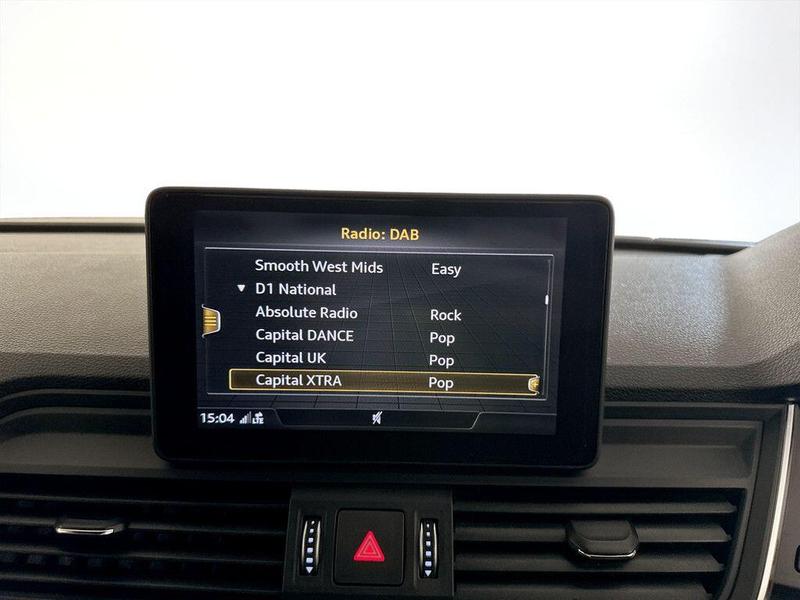 Radio: DAB
Smooth West Mids Easy
D1 National
Absolute Radio Rock
Capital DANCE Pop
Capital UK Pop
Capital XTRA Pop
15:04 LTE